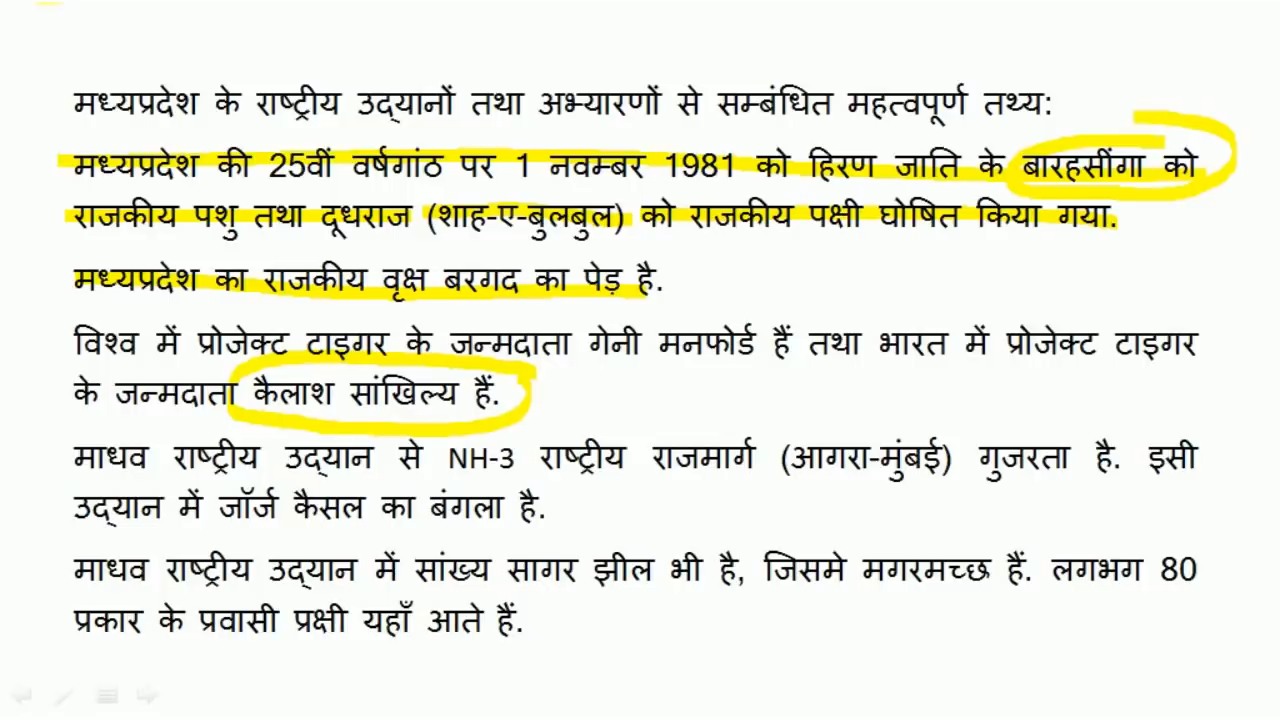 मध्यप्रदेश के राष्ट्रीय उद्यानों तथा अभ्यारणों से सम्बंधित महत्वपूर्ण तथ्य:
मध्यप्रदेश की 25वीं वर्षगांठ पर 1 नवम्बर 1981 को हिरण जाति के बारहसींगा को
राजकीय पशु तथा दूधराज (शाह-ए-बुलबुल) को राजकीय पक्षी घोषित किया गया.
मध्यप्रदेश का राजकीय वृक्ष बरगद का पेड़ है.
विश्व में प्रोजेक्ट टाइगर के जन्मदाता गेनी मनफोर्ड हैं तथा भारत में प्रोजेक्ट टाइगर
के जन्मदाता कैलाश सांखिल्य हैं.
माधव राष्ट्रीय उद्यान से NH-3 राष्ट्रीय राजमार्ग (आगरा-मुंबई) गुजरता है. इसी
उद्यान में जॉर्ज कैसल का बंगला है.
माधव राष्ट्रीय उद्यान में सांख्य सागर झील भी है, जिसमे मगरमच्छ हैं. लगभग 80
प्रकार के प्रवासी प्रक्षी यहाँ आते हैं.